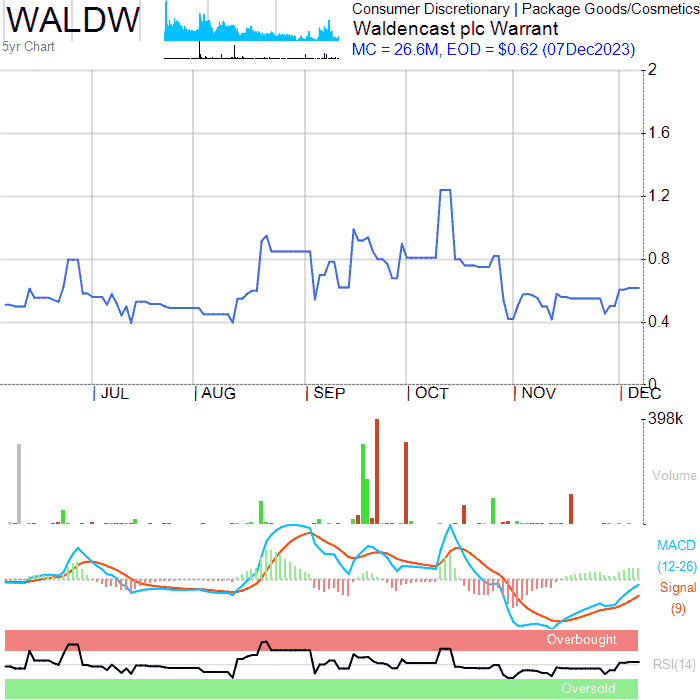 WALDW
5yr Chart
Consumer Discretionary | Package Goods/Cosmetics
Waldencast plc Warrant
MC = 26.6M, EOD = $0.62 (07Dec2023)
2
1.6
1.2
0.8
0.4
0
JUL
AUG
SEP
OCT
NOV
DEC
398k
Volume
MACD
(12-26)
Signal
(9)
Overbought
RSI(14)
Oversold